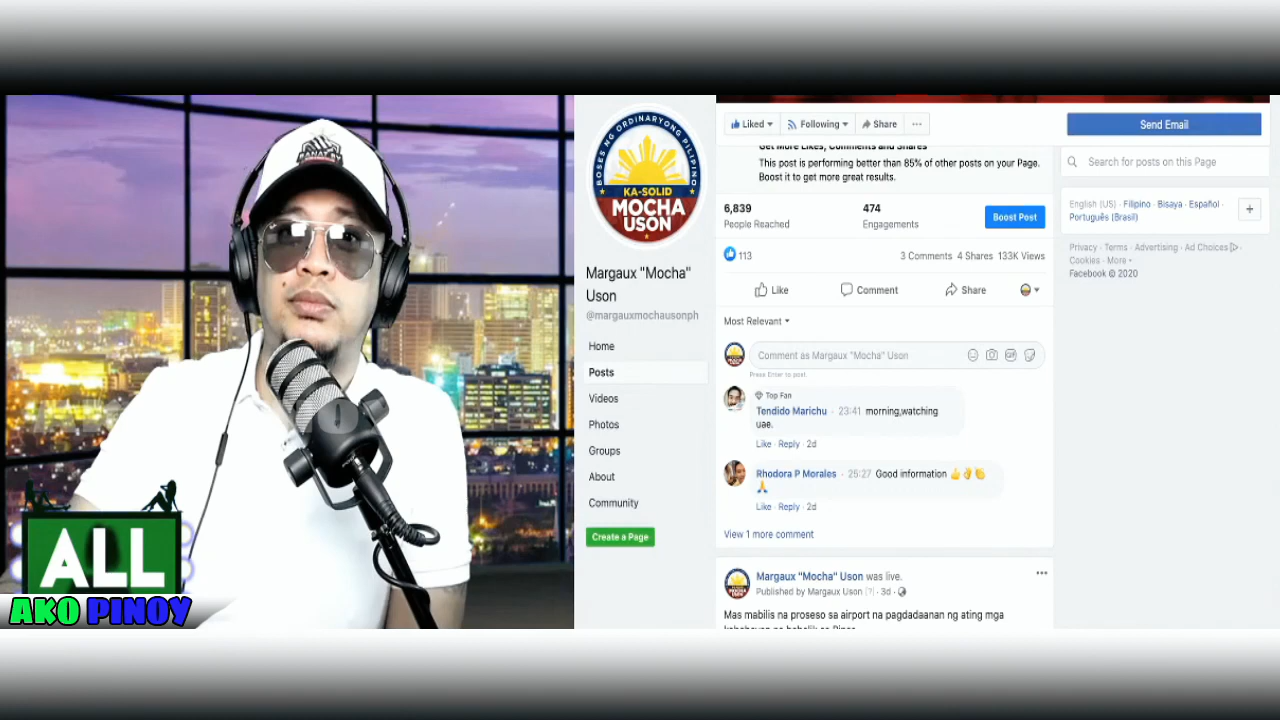 ALL
AKO PINOY
BOSES NG ORDINARYONG PILIPINO
KA-SOLID
MOCHA
USON
Margaux "Mocha"
Uson
@margauxmochausonph
Home
Posts
Videos
Photos
Groups
About
Community
Create a Page
Liked
Following
Share
Get More Likes, Comments and Shares
This post is performing better than 85% of other posts on your Page.
Boost it to get more great results.
6,839
People Reached
474
Engagements
Boost Post
113
3 Comments 4 Shares 133K Views
Like
Comment
Share
Most Relevant
Comment as Margaux "Mocha" Uson
Press Enter to post.
Top Fan
Tendido Marichu · 23:41 morning,watching
uae.
Like · Reply · 2d
Rhodora P Morales · 25:27 Good information 👍👌👏
🙏
Like · Reply · 2d
View 1 more comment
Margaux "Mocha" Uson was live.
Published by Margaux Uson [?] · 3d ·
Mas mabilis na proseso sa airport na pagdadaanan ng ating mga
Send Email
Search for posts on this Page
English (US) · Filipino · Bisaya · Español ·
Português (Brasil)
Privacy · Terms · Advertising · Ad Choices ·
Cookies · More
Facebook © 2020